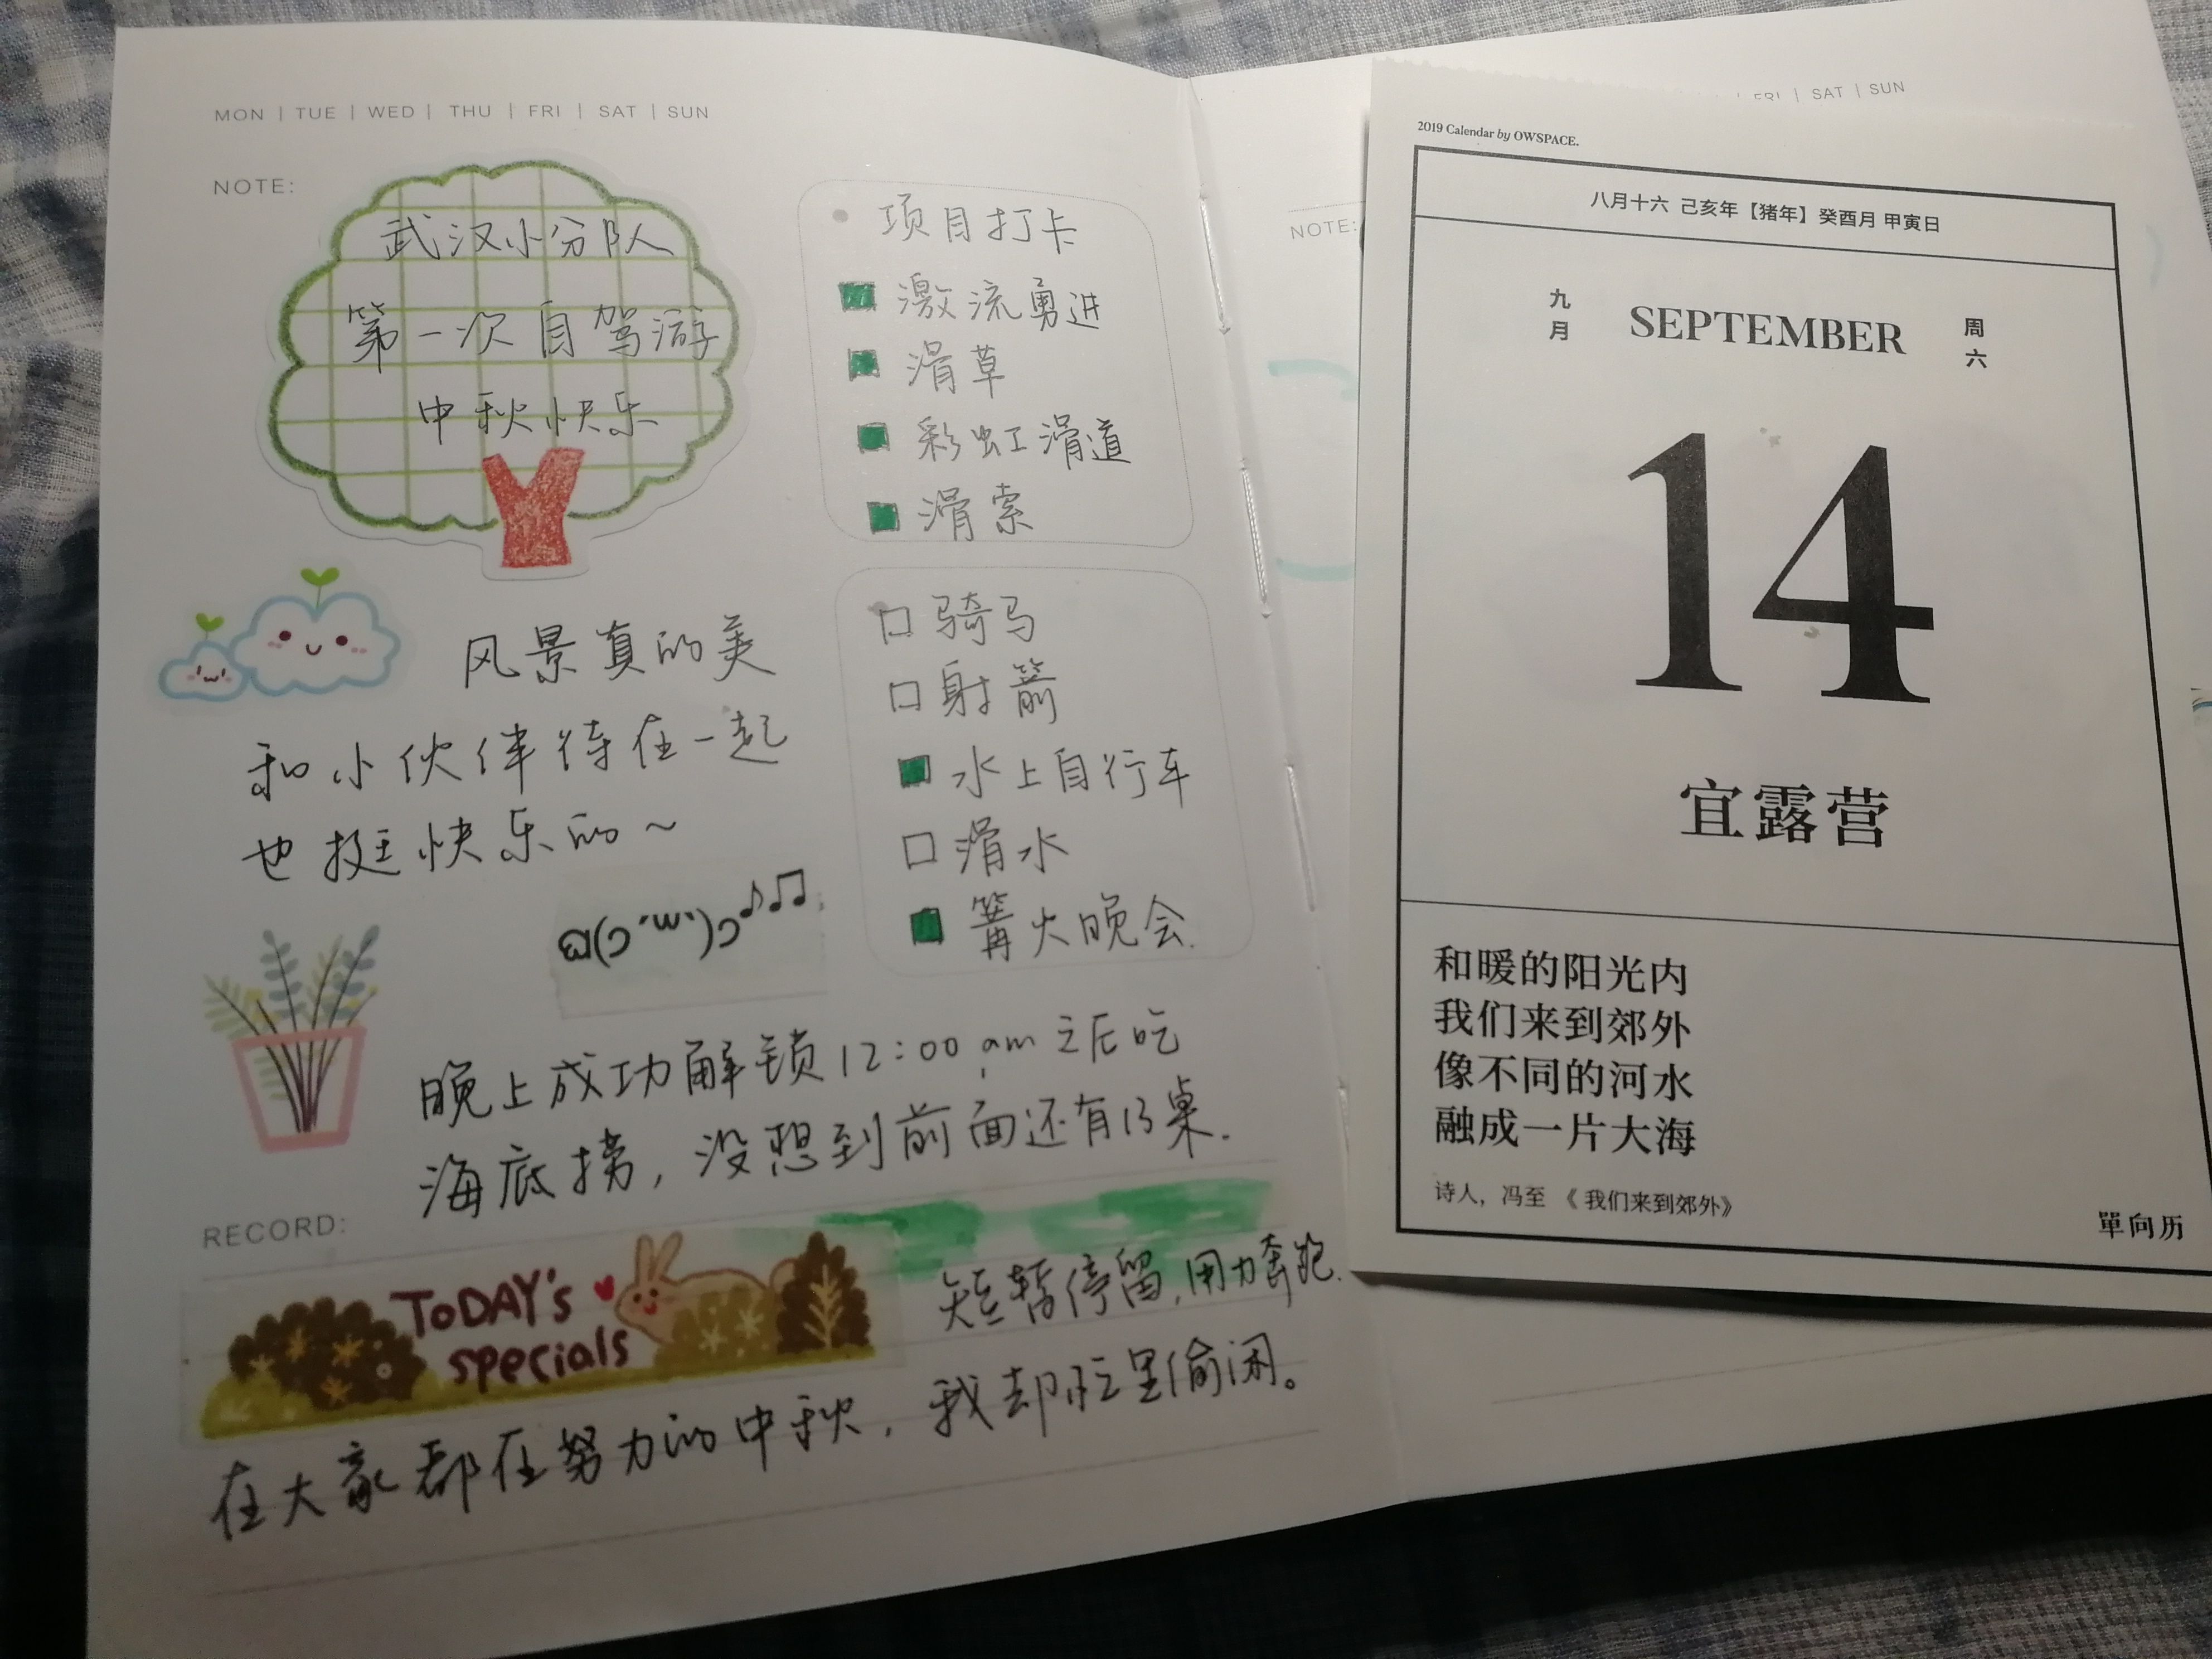 MON | TUE | WED | THU | FRI | SAT | SUN
NOTE:
武汉小分队
第一次自驾游
中秋快乐
项目打卡
激流勇进
滑草
彩虹滑道
滑索
骑马
射箭
水上自行车
滑水
篝火晚会.
风景真的美
和小伙伴待在一起
也挺快乐的~
晚上成功解锁12:00 am之后吃
海底捞,没想到前面还有13桌.
RECORD:
TODAY's
specials
短暂停留,用力奔跑.
在大家都在努力的中秋,我却忙里偷闲。
FRI | SAT | SUN
NOTE:
2019 Calendar by OWSPACE.
八月十六 己亥年【猪年】癸酉月 甲寅日
九月 SEPTEMBER 周六
14
宜露营
和暖的阳光内
我们来到郊外
像不同的河水
融成一片大海
诗人，冯至《我们来到郊外》
單向历